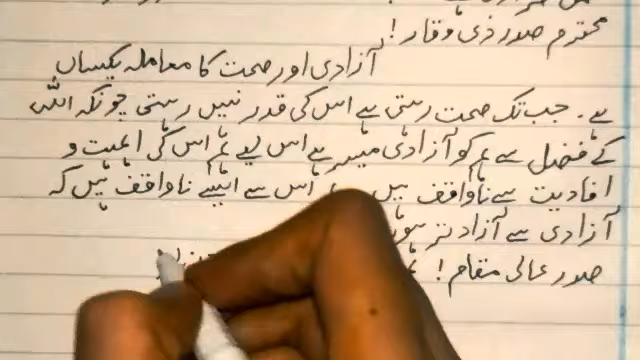 محترم صدر ذی وقار!
آزادی اور صحت کا معاملہ یکساں
ہے۔ جب تک صحت رہتی ہے اس کی قدر نہیں رہتی چونکہ اللہ
کے فضل سے ہم کو آزادی میسر ہے اس لیے ہم اس کی اہمیت و
افادیت سے ناواقف ہیں اس سے ایسے ناواقف ہیں کہ
آزادی سے آزاد تر
صدر عالی مقام!